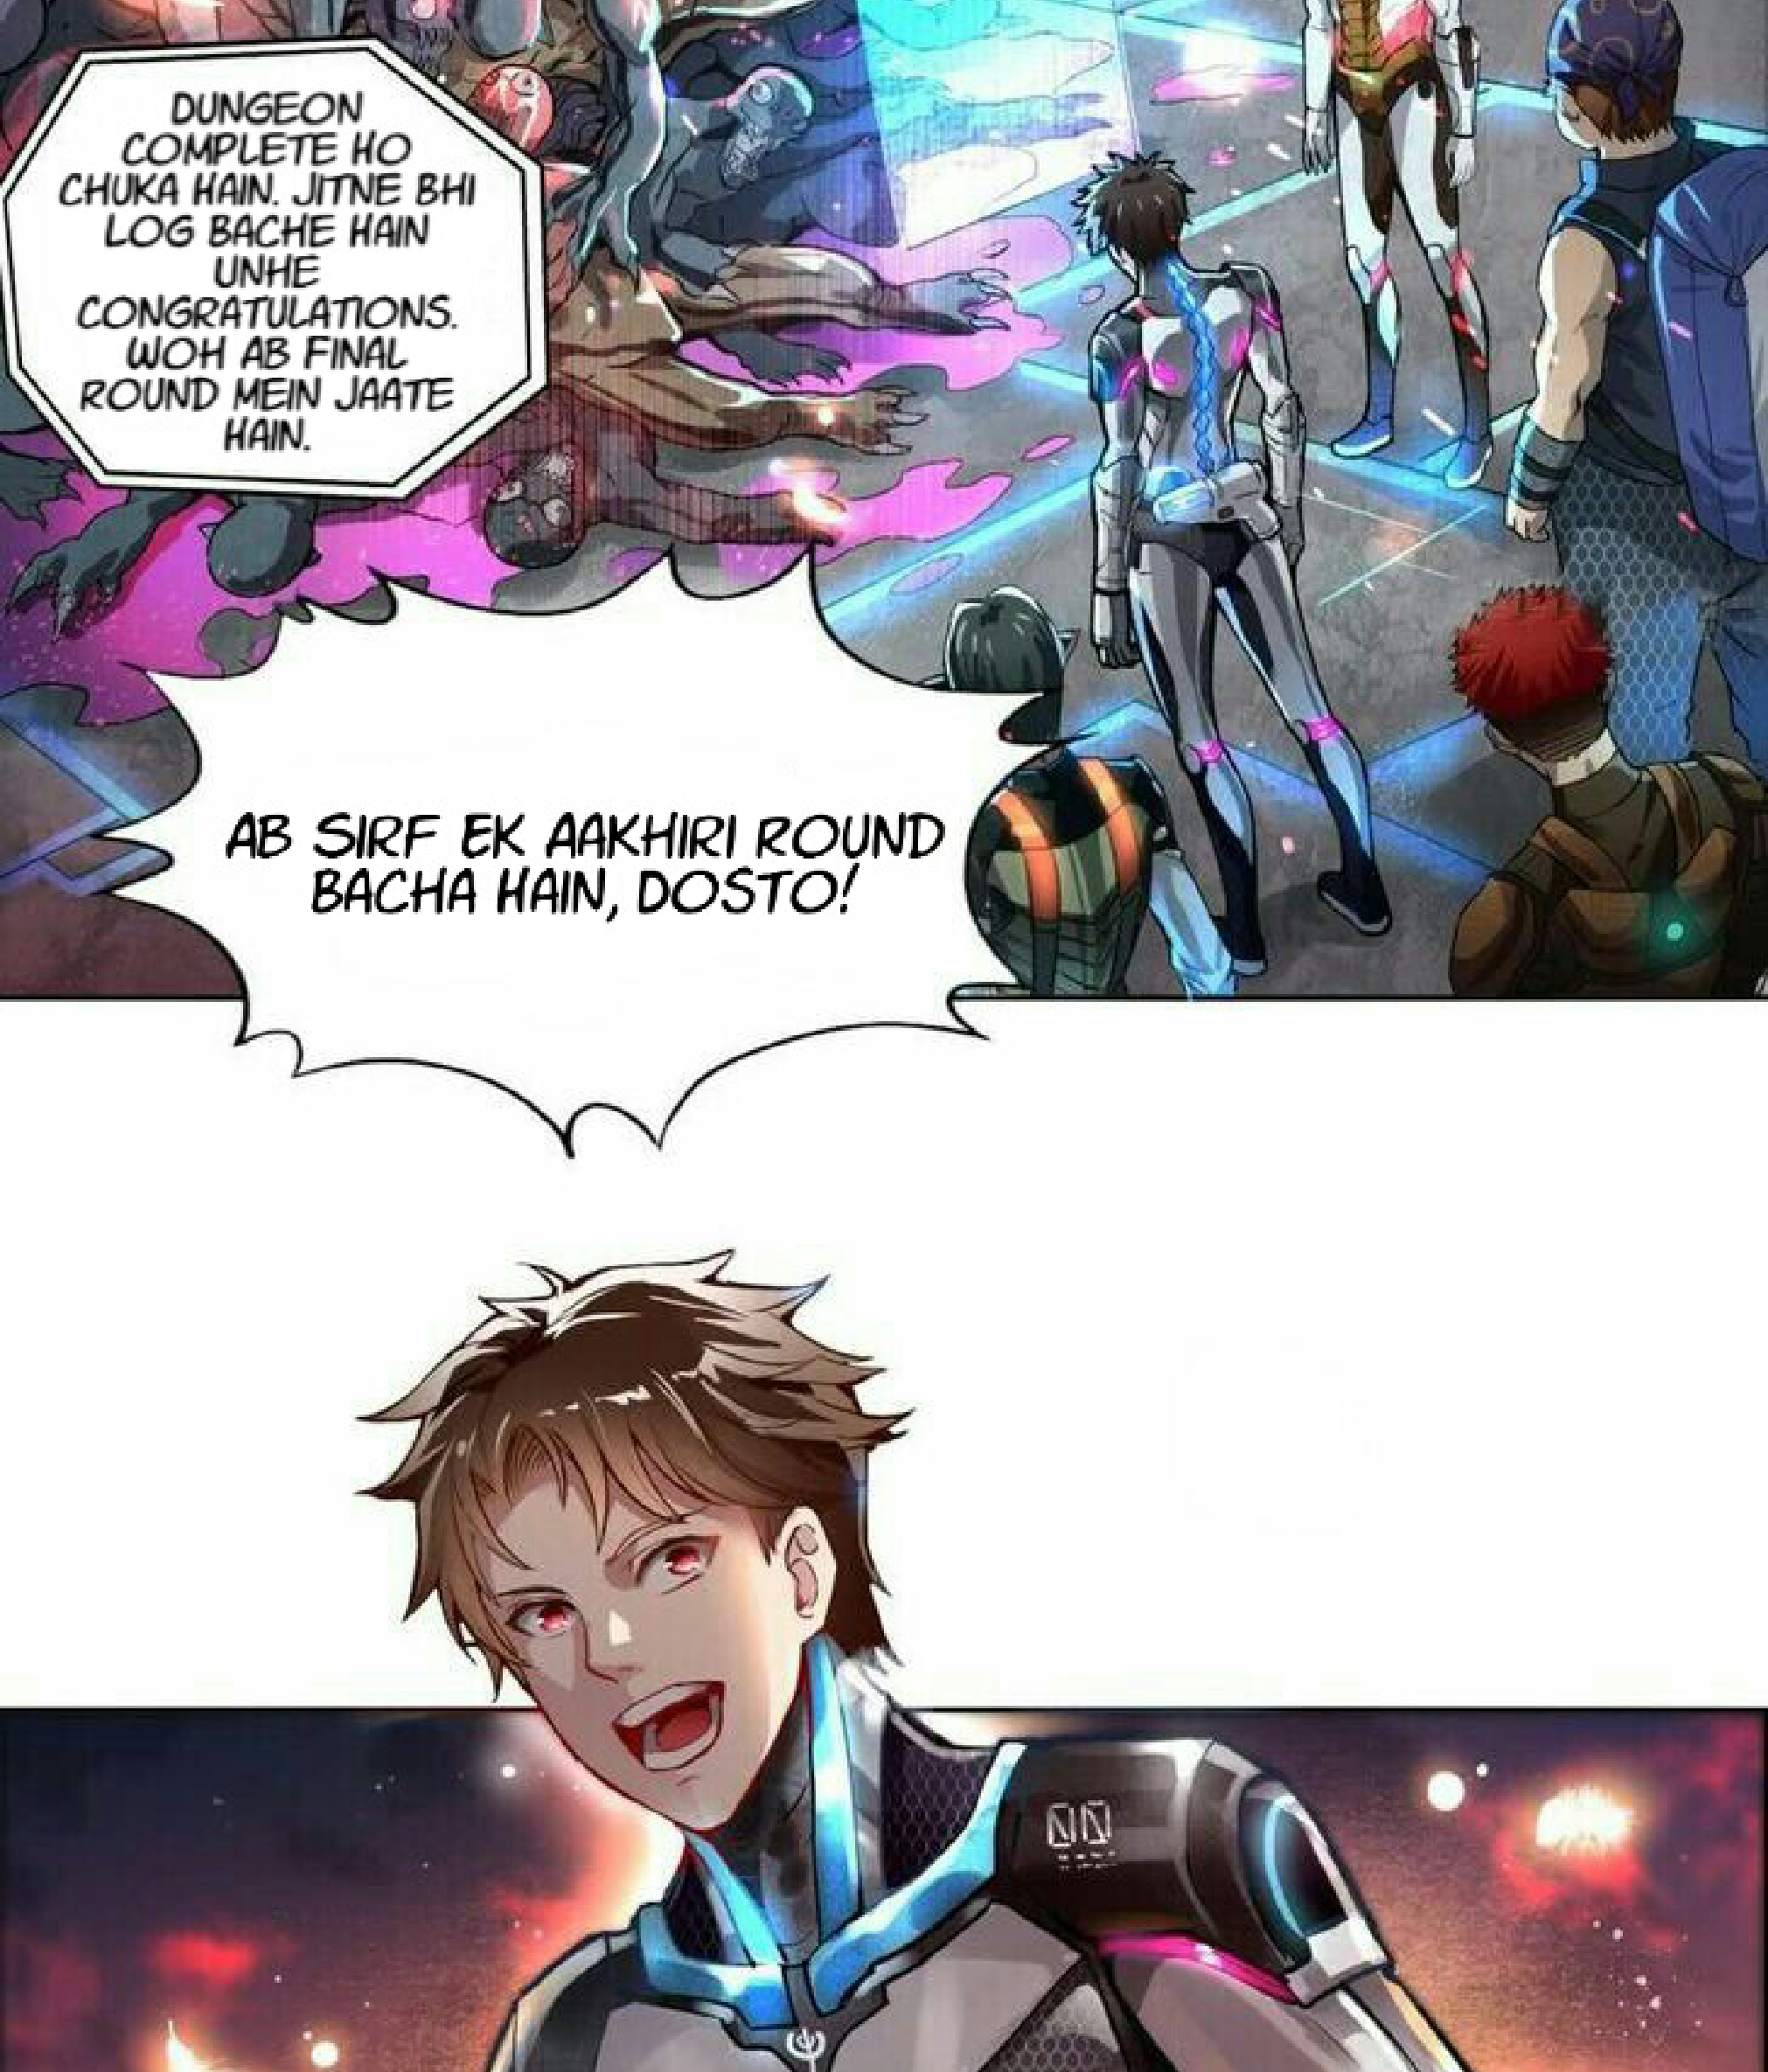 DUNGEON
COMPLETE HO
CHUKA HAIN. JITNE BHI
LOG BACHE HAIN
UNHE
CONGRATULATIONS.
WOH AB FINAL
ROUND MEIN JAATE
HAIN.
AB SIRF EK AAKHIRI ROUND
BACHA HAIN, DOSTO!
00